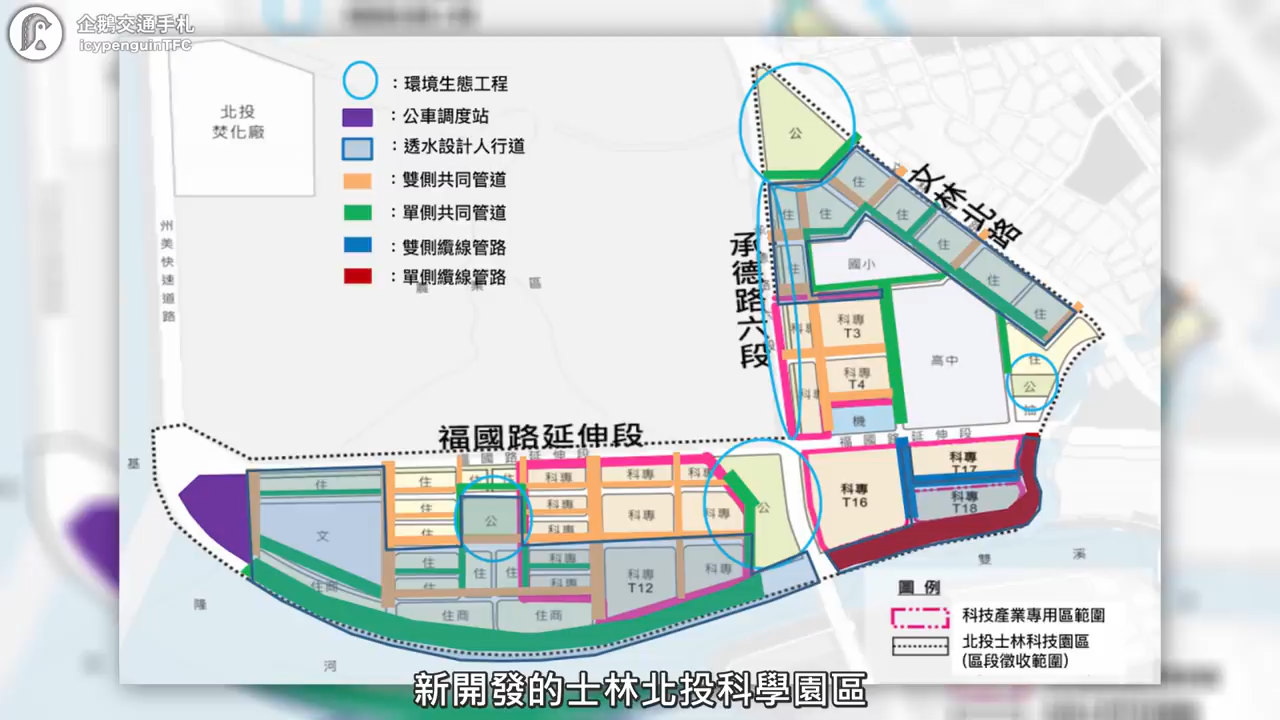 企鵝交通手札
icypenguinTFC
北投
焚化廠
：環境生態工程
：公車調度站
：透水設計人行道
：雙側共同管道
：單側共同管道
：雙側纜線管路
：單側纜線管路
區
州美快速道路
公
文林北路
承德路六段
住
住
住
住
住
國小
住
住
住
科專
T3
高中
科專
T4
機
住
公
福國路延伸段
福國路延伸段
福國路延伸段
科專
T17
科專
T16
科專
T18
基
隆
河
雙
溪
住
文
住商
住
住
住
公
住
住
住
住
住
住商
住商
科專
科專
科專
科專
科專
科專
科專
科專
科專
科專
T12
科專
公
圖例
科技產業專用區範圍
北投士林科技園區
(區段徵收範圍)
新開發的士林北投科學園區